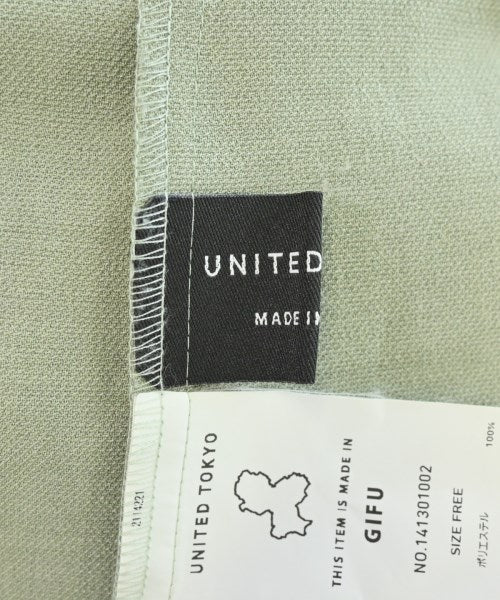 UNITED
MADE IN
UNITED TOKYO
THIS ITEM IS MADE IN
GIFU
NO.141301002
SIZE FREE
ポリエステル 100%
2114221